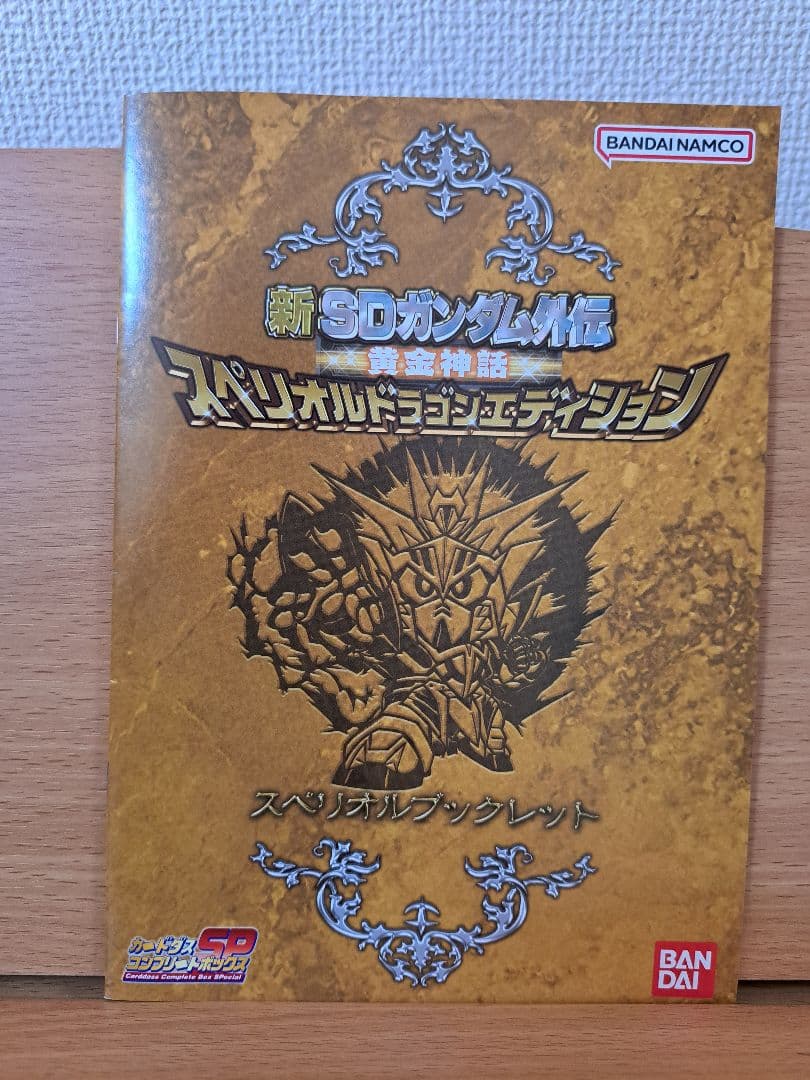 BANDAI NAMCO
新 SDガンダム外伝
黄金神話
スペリオルドラゴンエディション
スペリオルブックレット
カードダス SP
コンプリートボックス
Carddass Complete Box SPecial
BAN
DAI